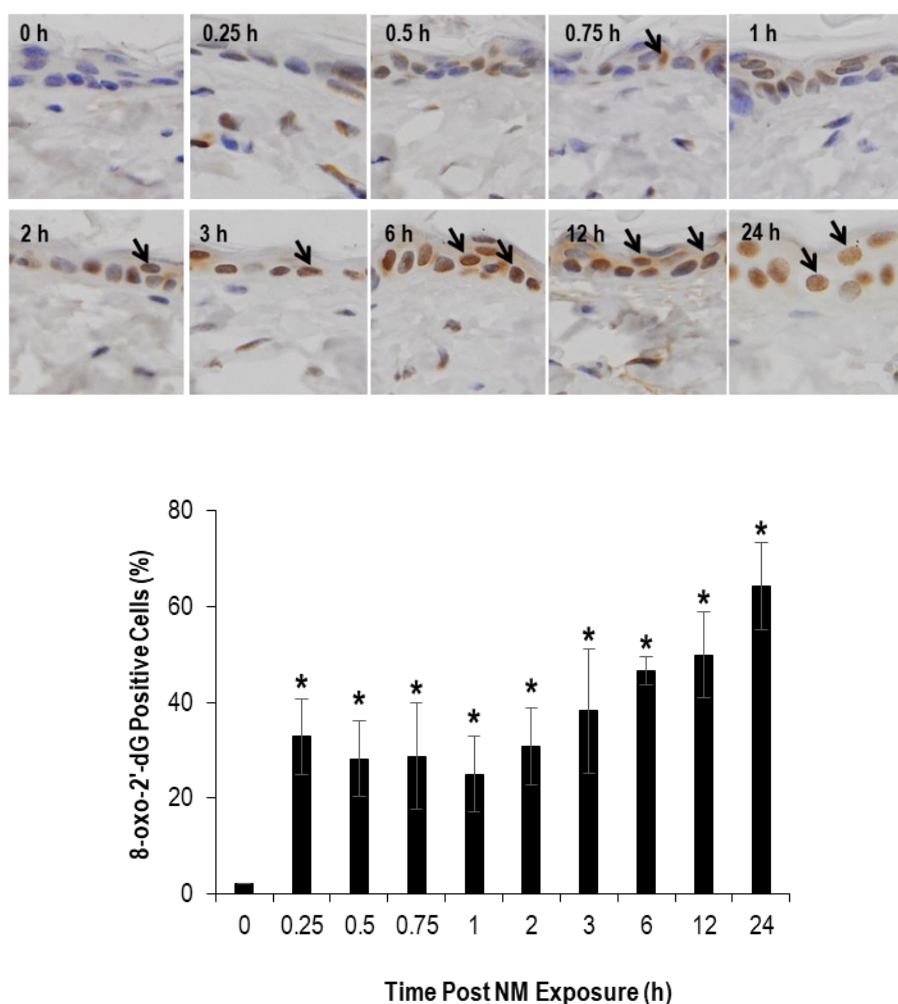 0 h 0.25 h 0.5 h 0.75 h 1 h
2 h 3 h 6 h 12 h 24 h
80
60
40
20
0
8-oxo-2'-dG Positive Cells (%)
* * * * * * * * *
0 0.25 0.5 0.75 1 2 3 6 12 24
Time Post NM Exposure (h)